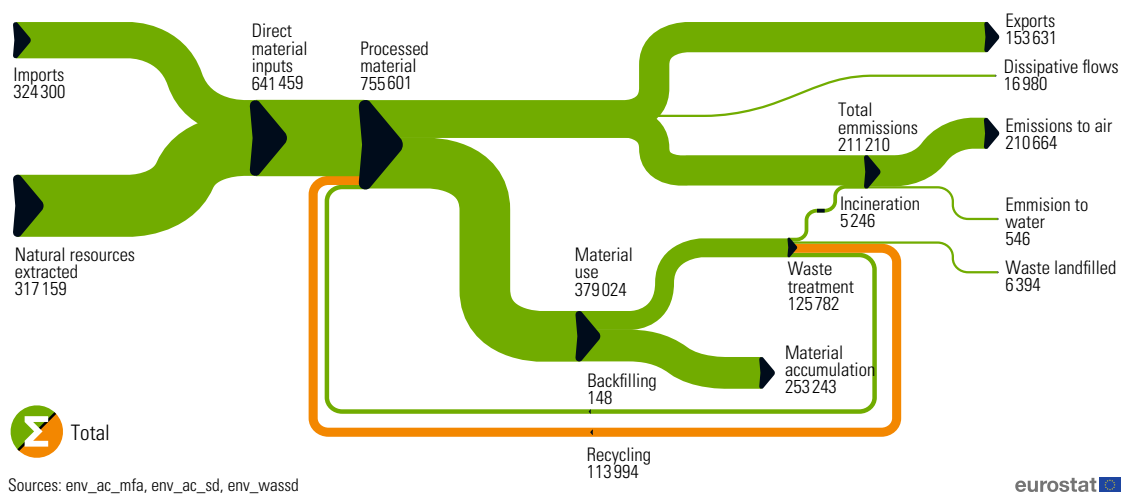 Imports
324 300
Natural resources
extracted
317 159
Direct
material
inputs
641 459
Processed
material
755 601
Exports
153 631
Dissipative flows
16 980
Total
emmissions
211 210
Emissions to air
210 664
Incineration
5 246
Emmision to
water
546
Waste landfilled
6 394
Material
use
379 024
Waste
treatment
125 782
Material
accumulation
253 243
Backfilling
148
Recycling
113 994
Σ Total
Sources: env_ac_mfa, env_ac_sd, env_wassd
eurostat